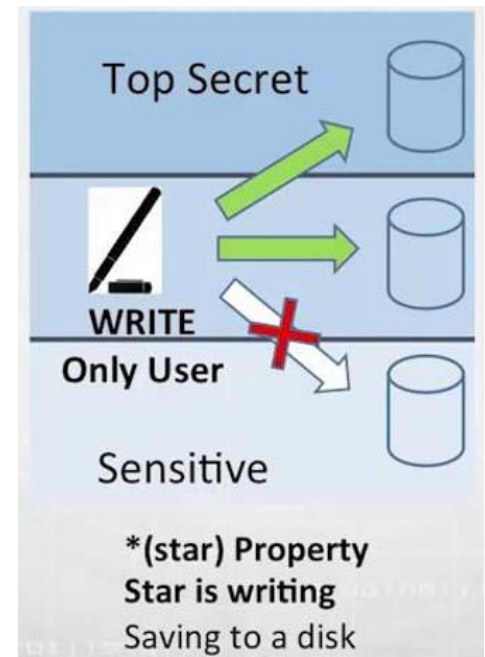 Top Secret
WRITE
Only User
Sensitive
*(star) Property
Star is writing
Saving to a disk